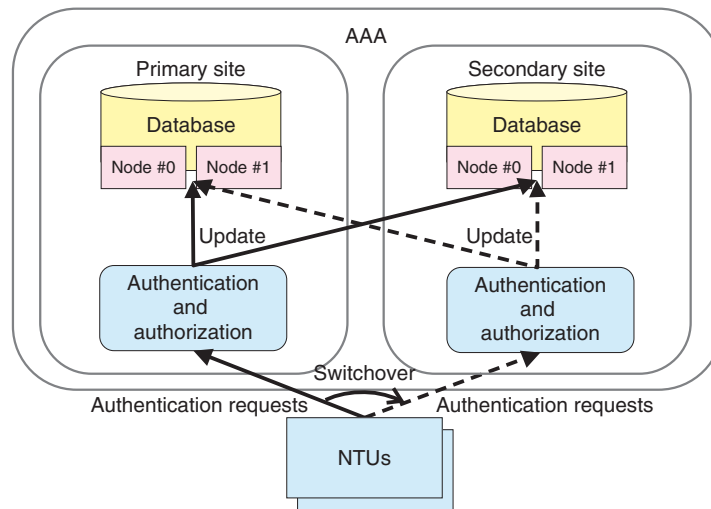 AAA
Primary site
Secondary site
Database
Database
Node #0
Node #1
Node #0
Node #1
Update
Update
Authentication
and
authorization
Authentication
and
authorization
Switchover
Authentication requests
Authentication requests
NTUs